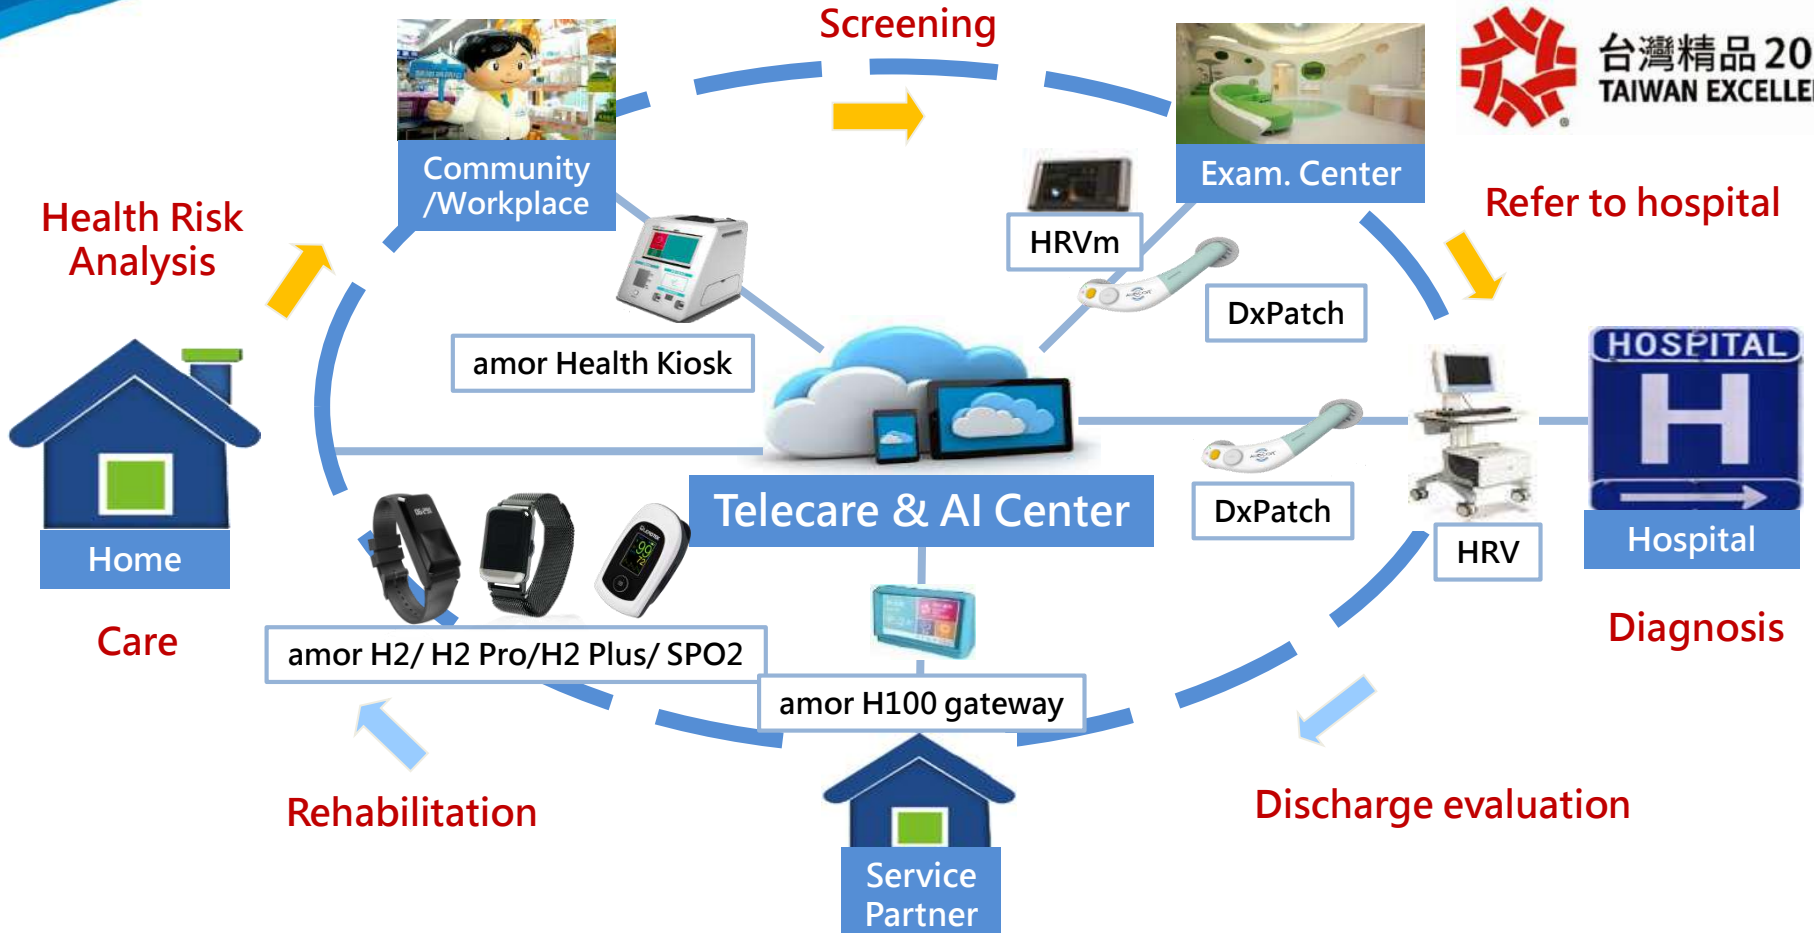 Screening
台灣精品 20
TAIWAN EXCELLE
Community
/Workplace
Exam. Center
Health Risk
Analysis
Refer to hospital
HRVm
DxPatch
amor Health Kiosk
HOSPITAL
H
Telecare & AI Center
DxPatch
HRV
Home
Hospital
Care
Diagnosis
amor H2/ H2 Pro/H2 Plus/ SPO2
amor H100 gateway
Rehabilitation
Discharge evaluation
Service
Partner